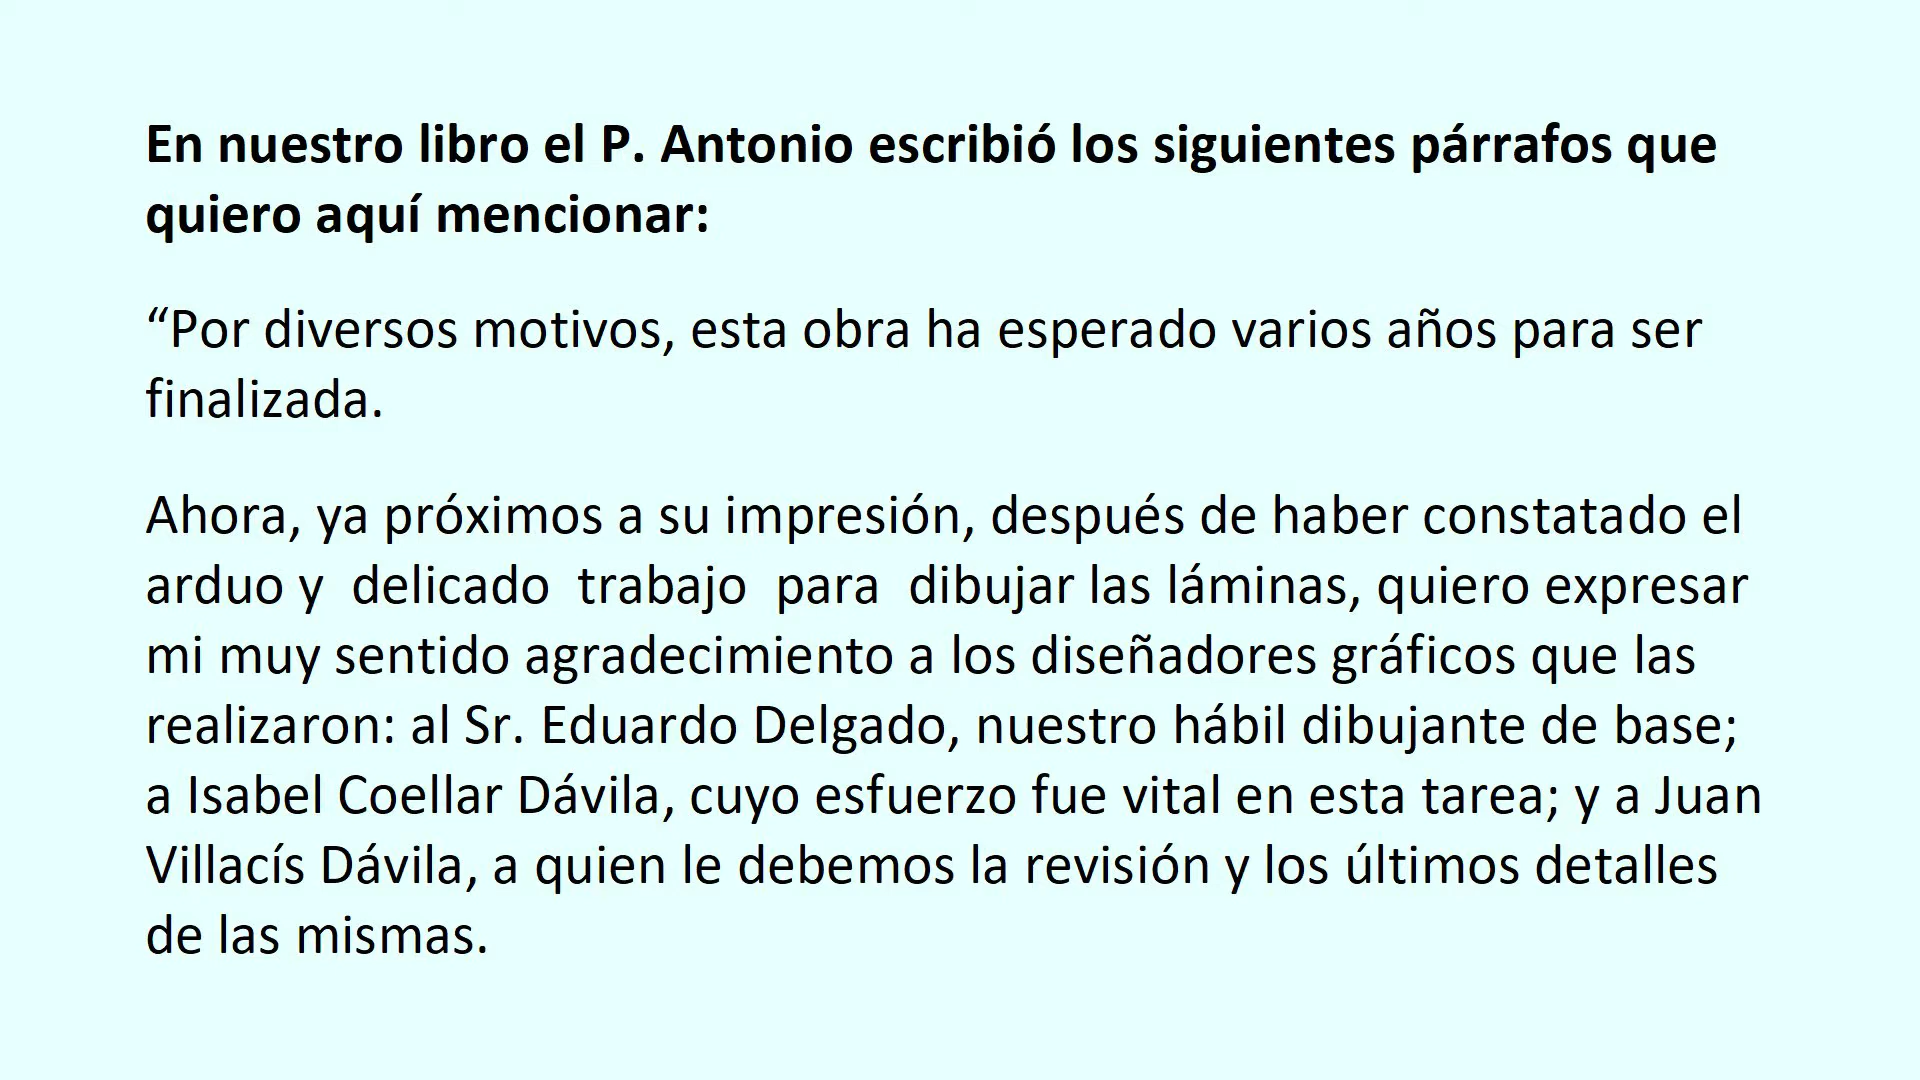 En nuestro libro el P. Antonio escribió los siguientes párrafos que
quiero aquí mencionar:
“Por diversos motivos, esta obra ha esperado varios años para ser
finalizada.
Ahora, ya próximos a su impresión, después de haber constatado el
arduo y  delicado  trabajo  para  dibujar las láminas, quiero expresar
mi muy sentido agradecimiento a los diseñadores gráficos que las
realizaron: al Sr. Eduardo Delgado, nuestro hábil dibujante de base;
a Isabel Coellar Dávila, cuyo esfuerzo fue vital en esta tarea; y a Juan
Villacís Dávila, a quien le debemos la revisión y los últimos detalles
de las mismas.